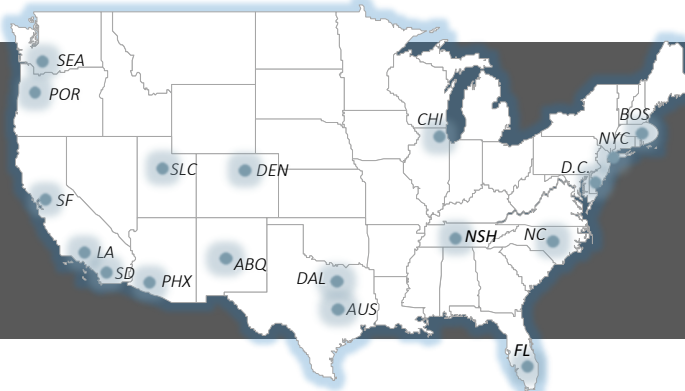 SEA
POR
CHI
BOS
NYC
D.C.
SLC
DEN
SF
NSH
NC
LA
SD
PHX
ABQ
DAL
AUS
FL